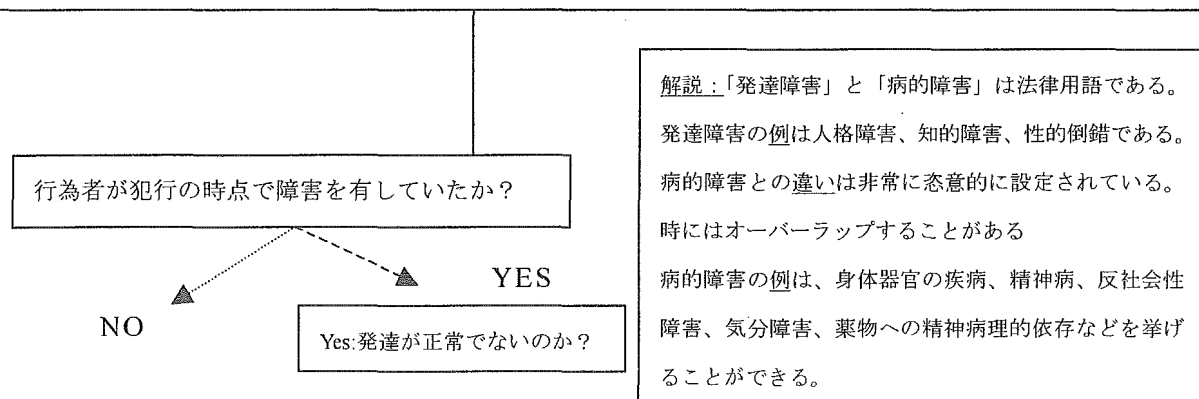 解説:「発達障害」と「病的障害」は法律用語である。
発達障害の例は人格障害、知的障害、性的倒錯である。
病的障害との違いは非常に恣意的に設定されている。
時にはオーバーラップすることがある
病的障害の例は、身体器官の疾病、精神病、反社会性
障害、気分障害、薬物への精神病理的依存などを挙げ
ることができる。
行為者が犯行の時点で障害を有していたか?
YES
NO
Yes:発達が正常でないのか?